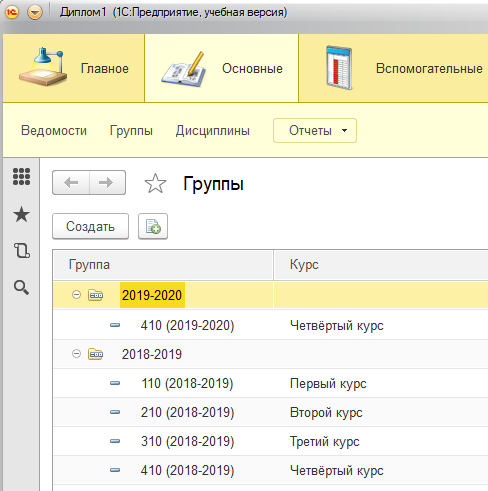 Диплом1 (1С:Предприятие, учебная версия)
Главное Основные Вспомогательные
Ведомости Группы Дисциплины Отчеты
Группы
Создать
Группа Курс
2019-2020
410 (2019-2020) Четвёртый курс
2018-2019
110 (2018-2019) Первый курс
210 (2018-2019) Второй курс
310 (2018-2019) Третий курс
410 (2018-2019) Четвёртый курс